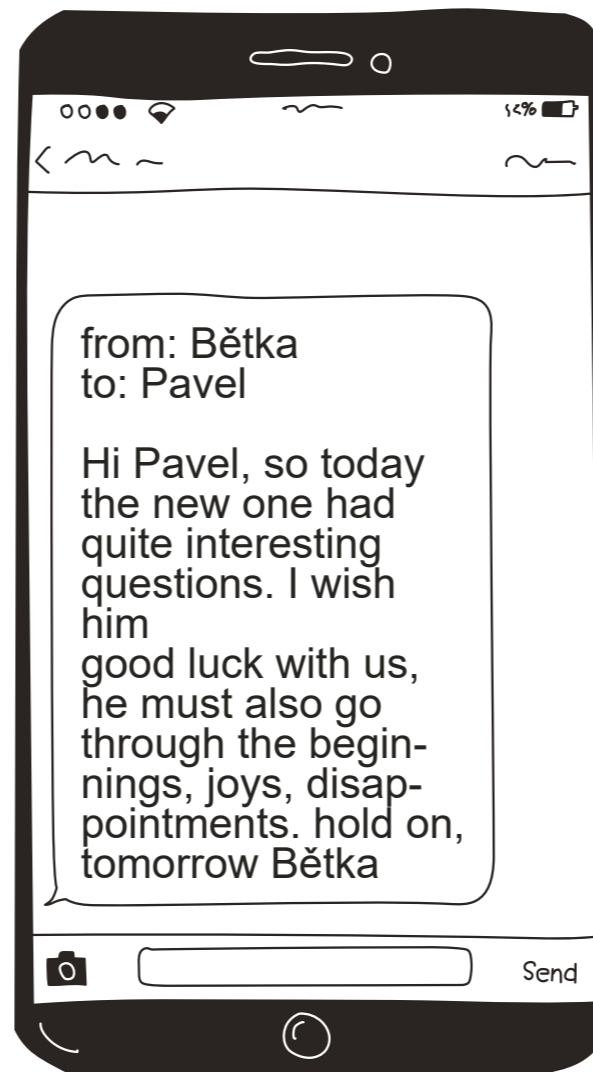 from: Bětka
to: Pavel
Hi Pavel, so today
the new one had
quite interesting
questions. I wish
him
good luck with us,
he must also go
through the begin-
nings, joys, disap-
pointments. hold on,
tomorrow Bětka
Send